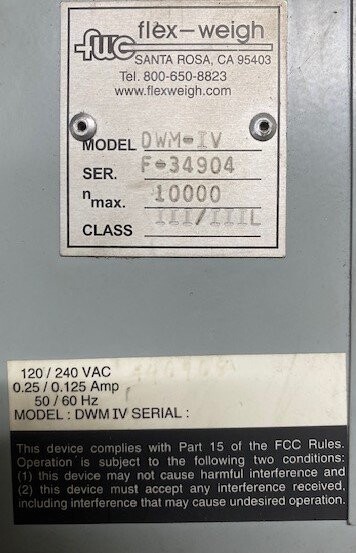 fwc flex-weigh
SANTA ROSA, CA 95403
Tel. 800-650-8823
www.flexweigh.com
MODEL DWM-IV
SER. F-34904
n max. 10000
CLASS III/IIIL
120 / 240 VAC
0.25 / 0.125 Amp
50 / 60 Hz
MODEL : DWM IV SERIAL :
This device complies with Part 15 of the FCC Rules.
Operation is subject to the following two conditions:
(1) this device may not cause harmful interference and
(2) this device must accept any interference received,
including interference that may cause undesired operation.